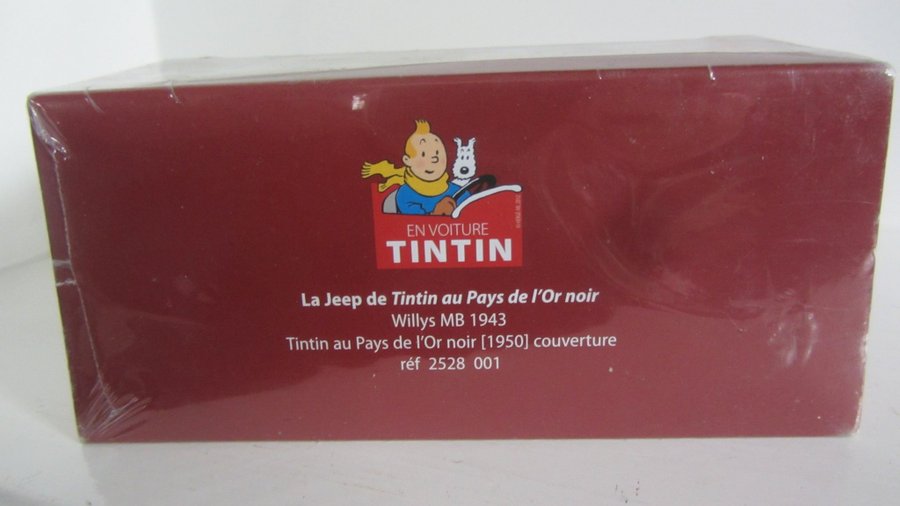 EN VOITURE
TINTIN
La Jeep de Tintin au Pays de l'Or noir
Willys MB 1943
Tintin au Pays de l'Or noir [1950] couverture
réf 2528 001